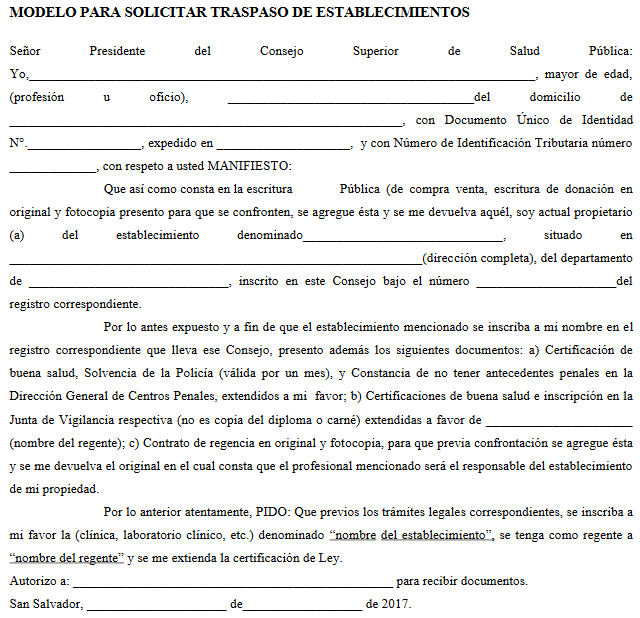 MODELO PARA SOLICITAR TRASPASO DE ESTABLECIMIENTOS
Señor Presidente del Consejo Superior de Salud Pública:
Yo,_______________________________________________________________________________, mayor de edad,
(profesión u oficio), ______________________________________del domicilio de
_____________________________________________________________, con Documento Único de Identidad
N°.__________________, expedido en _____________________, y con Número de Identificación Tributaria número
______________, con respeto a usted MANIFIESTO:
Que así como consta en la escritura Pública (de compra venta, escritura de donación en
original y fotocopia presento para que se confronten, se agregue ésta y se me devuelva aquél, soy actual propietario
(a) del establecimiento denominado_______________________________, situado en
________________________________________________________________(dirección completa), del departamento
de _______________________________, inscrito en este Consejo bajo el número ______________________del
registro correspondiente.
Por lo antes expuesto y a fin de que el establecimiento mencionado se inscriba a mi nombre en el
registro correspondiente que lleva ese Consejo, presento además los siguientes documentos: a) Certificación de
buena salud, Solvencia de la Policía (válida por un mes), y Constancia de no tener antecedentes penales en la
Dirección General de Centros Penales, extendidos a mi favor; b) Certificaciones de buena salud e inscripción en la
Junta de Vigilancia respectiva (no es copia del diploma o carné) extendidas a favor de _______________________
(nombre del regente); c) Contrato de regencia en original y fotocopia, para que previa confrontación se agregue ésta
y se me devuelva el original en el cual consta que el profesional mencionado será el responsable del establecimiento
de mi propiedad.
Por lo anterior atentamente, PIDO: Que previos los trámites legales correspondientes, se inscriba a
mi favor la (clínica, laboratorio clínico, etc.) denominado “nombre del establecimiento”, se tenga como regente a
“nombre del regente” y se me extienda la certificación de Ley.
Autorizo a: __________________________________________________ para recibir documentos.
San Salvador, ______________________ de___________________ de 2017.